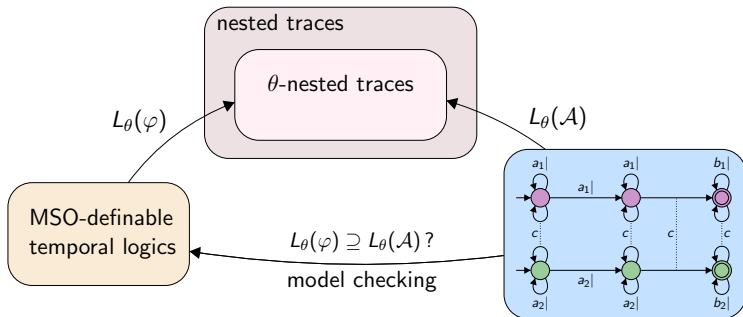 nested traces
θ-nested traces
L_θ(φ)
L_θ(𝒜)
MSO-definable
temporal logics
L_θ(φ) ⊇ L_θ(𝒜) ?
model checking
a₁| a₁| b₁|
a₁|
c c c c
a₂|
a₂| a₂| b₂|